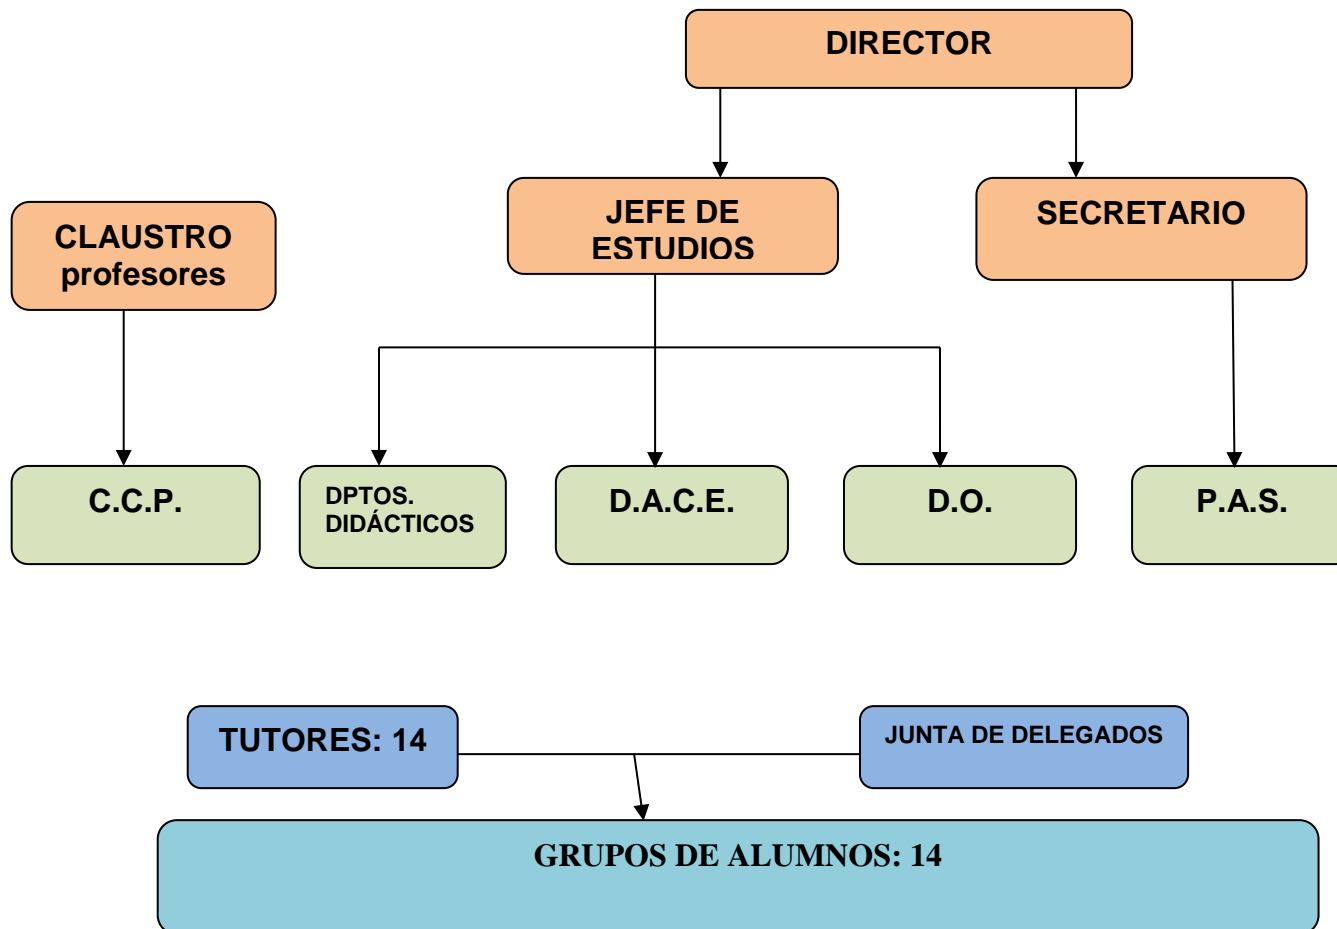 DIRECTOR
JEFE DE
ESTUDIOS
SECRETARIO
CLAUSTRO
profesores
C.C.P.
DPTOS.
DIDÁCTICOS
D.A.C.E.
D.O.
P.A.S.
TUTORES: 14
JUNTA DE DELEGADOS
GRUPOS DE ALUMNOS: 14